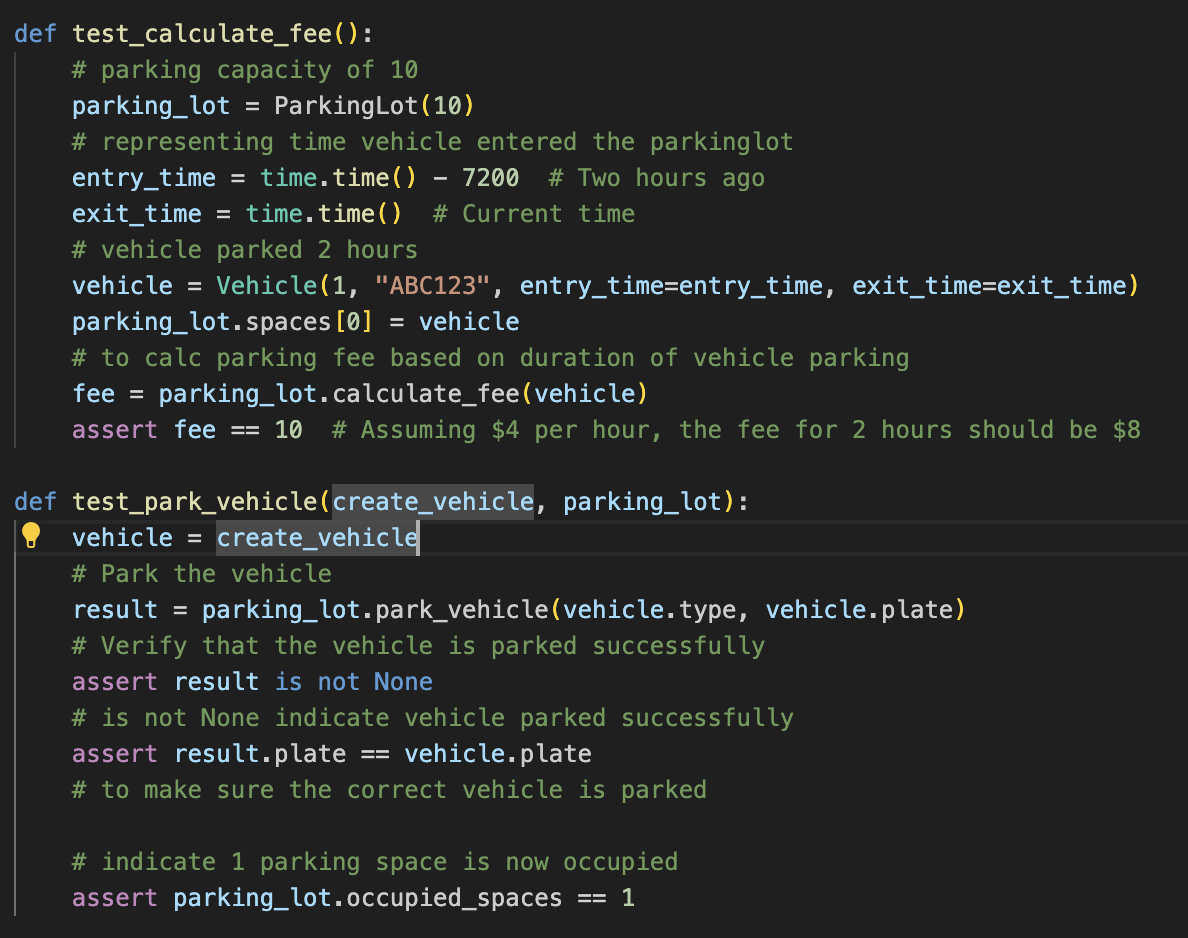 def test_calculate_fee():
    # parking capacity of 10
    parking_lot = ParkingLot(10)
    # representing time vehicle entered the parkinglot
    entry_time = time.time() - 7200  # Two hours ago
    exit_time = time.time()  # Current time
    # vehicle parked 2 hours
    vehicle = Vehicle(1, "ABC123", entry_time=entry_time, exit_time=exit_time)
    parking_lot.spaces[0] = vehicle
    # to calc parking fee based on duration of vehicle parking
    fee = parking_lot.calculate_fee(vehicle)
    assert fee == 10  # Assuming $4 per hour, the fee for 2 hours should be $8

def test_park_vehicle(create_vehicle, parking_lot):
    vehicle = create_vehicle
    # Park the vehicle
    result = parking_lot.park_vehicle(vehicle.type, vehicle.plate)
    # Verify that the vehicle is parked successfully
    assert result is not None
    # is not None indicate vehicle parked successfully
    assert result.plate == vehicle.plate
    # to make sure the correct vehicle is parked

    # indicate 1 parking space is now occupied
    assert parking_lot.occupied_spaces == 1